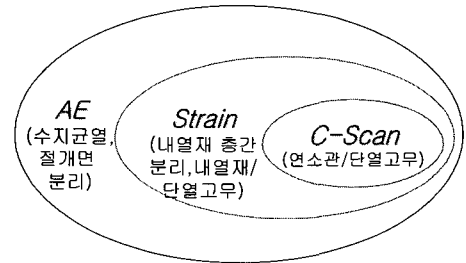 AE
(수지균열,
절개면
분리)
Strain
(내열재 층간
분리,내열재/
단열고무)
C-Scan
(연소관/단열고무)